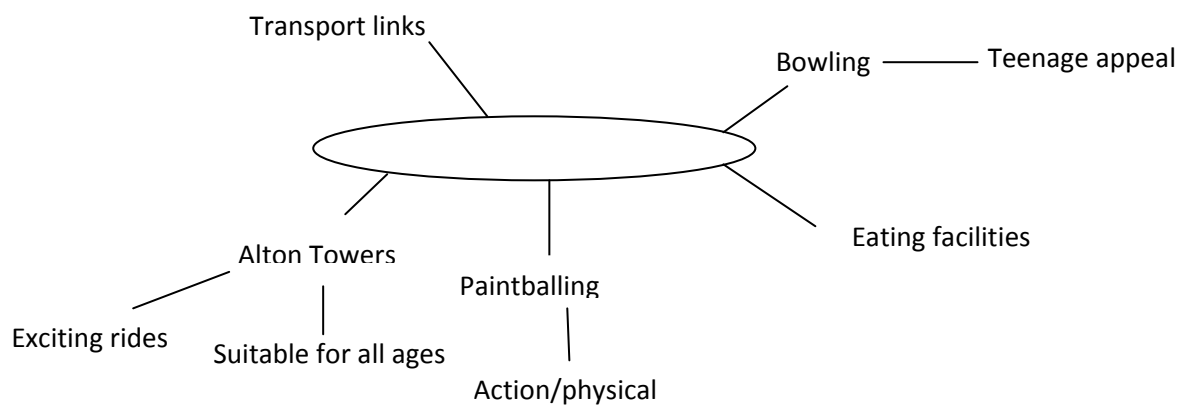 Transport links
Bowling
Teenage appeal
Eating facilities
Alton Towers
Paintballing
Exciting rides
Suitable for all ages
Action/physical